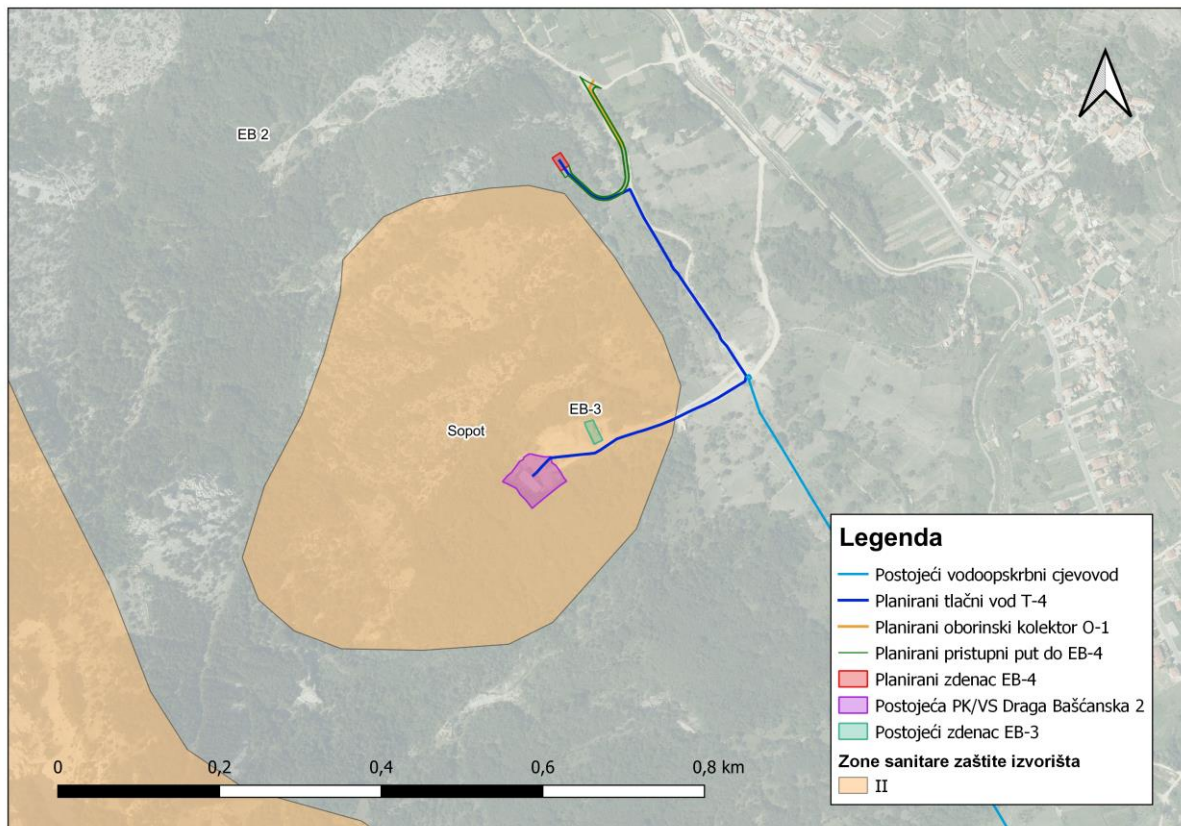 EB 2
EB-3
Sopot
Legenda
Postojeći vodoopskrbni cjevovod
Planirani tlačni vod T-4
Planirani oborinski kolektor O-1
Planirani pristupni put do EB-4
Planirani zdenac EB-4
Postojeća PK/VS Draga Bašćanska 2
Postojeći zdenac EB-3
Zone sanitare zaštite izvorišta
II
0 0,2 0,4 0,6 0,8 km